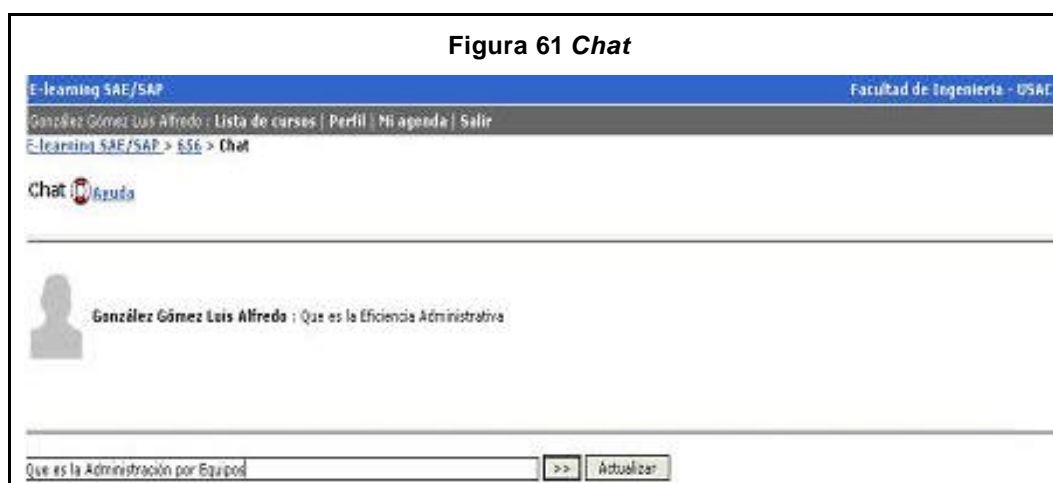 Figura 61 Chat
E-learning SAE/SAP Facultad de Ingeniería - USAC
González Gómez Luis Alfredo : Lista de cursos | Perfil | Mi agenda | Salir
E-learning SAE/SAP > 656 > Chat
Chat Ayuda
González Gómez Luis Alfredo : Que es la Eficiencia Administrativa
Que es la Administración por Equipos >> Actualizar